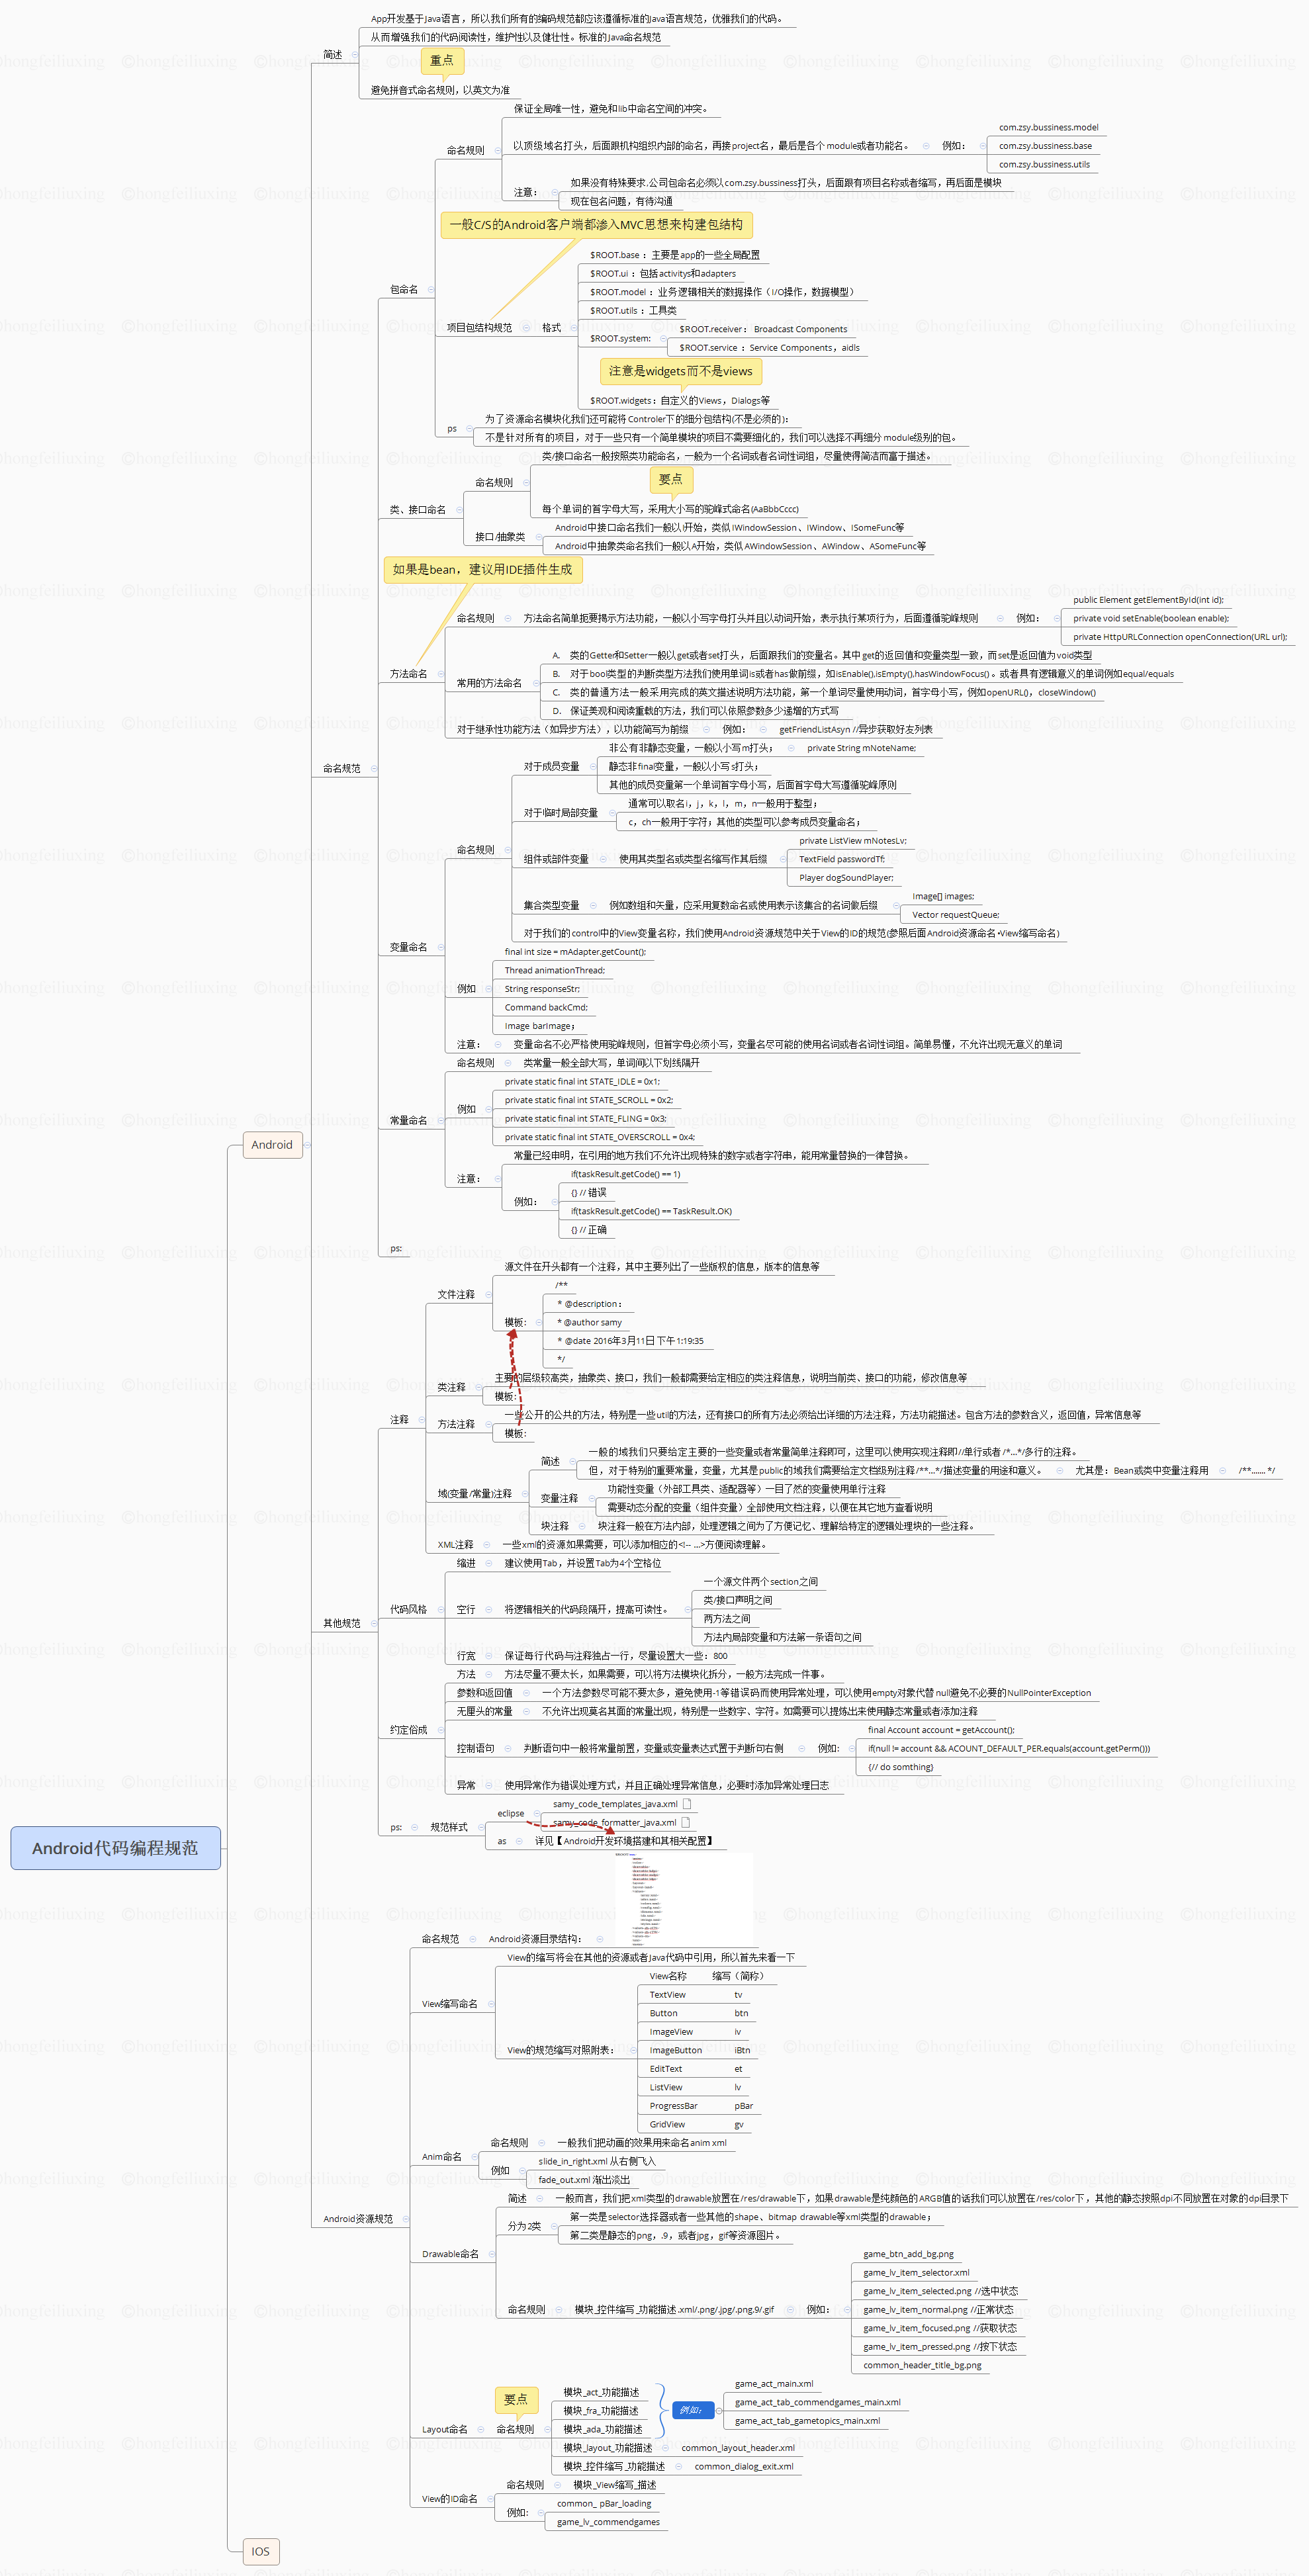 App开发基于Java语言，所以我们所有的编码规范都应该遵循标准的Java语言规范，优雅我们的代码。
从而增强我们的代码阅读性，维护性以及健壮性。标准的Java命名规范
简述
重点
避免拼音式命名规则，以英文为准
保证全局唯一性，避免和lib中命名空间的冲突。
com.zsy.bussiness.model
命名规则
以顶级域名打头，后面跟机构组织内部的命名，再接project名，最后是各个module或者功能名。
例如：
com.zsy.bussiness.base
com.zsy.bussiness.utils
注意：
如果没有特殊要求,公司包命名必须以com.zsy.bussiness打头，后面跟有项目名称或者缩写，再后面是模块
现在包名问题，有待沟通
一般C/S的Android客户端都渗入MVC思想来构建包结构
包命名
$ROOT.base ：主要是app的一些全局配置
$ROOT.ui ：包括activitys和adapters
$ROOT.model ：业务逻辑相关的数据操作（I/O操作，数据模型）
$ROOT.utils ：工具类
项目包结构规范
格式
$ROOT.system:
$ROOT.receiver： Broadcast Components
$ROOT.service ：Service Components，aidls
注意是widgets而不是views
$ROOT.widgets：自定义的Views，Dialogs等
ps
为了资源命名模块化我们还可能将Controler下的细分包结构(不是必须的)：
不是针对所有的项目，对于一些只有一个简单模块的项目不需要细化的，我们可以选择不再细分module级别的包。
类、接口命名
命名规则
类/接口命名一般按照类功能命名，一般为一个名词或者名词性词组，尽量使得简洁而富于描述。
要点
每个单词的首字母大写，采用大小写的驼峰式命名(AaBbbCccc)
接口/抽象类
Android中接口命名我们一般以I开始，类似IWindowSession、IWindow、ISomeFunc等
Android中抽象类命名我们一般以A开始，类似AWindowSession、AWindow、ASomeFunc等
如果是bean，建议用IDE插件生成
方法命名
命名规则
方法命名简单扼要揭示方法功能，一般以小写字母打头并且以动词开始，表示执行某项行为，后面遵循驼峰规则
例如：
public Element getElementById(int id);
private void setEnable(boolean enable);
private HttpURLConnection openConnection(URL url);
常用的方法命名
A. 类的Getter和Setter一般以get或者set打头，后面跟我们的变量名。其中get的返回值和变量类型一致，而set是返回值为void类型
B. 对于bool类型的判断类型方法我们使用单词is或者has做前缀，如isEnable(),isEmpty(),hasWindowFocus() 。或者具有逻辑意义的单词例如equal/equals
C. 类的普通方法一般采用完成的英文描述说明方法功能，第一个单词尽量使用动词，首字母小写，例如openURL()，closeWindow()
D. 保证美观和阅读重载的方法，我们可以依照参数多少递增的方式写
对于继承性功能方法（如异步方法），以功能简写为前缀
例如：
getFriendListAsyn //异步获取好友列表
命名规范
变量命名
命名规则
对于成员变量
非公有非静态变量，一般以小写m打头；
private String mNoteName;
静态非final变量，一般以小写s打头；
其他的成员变量第一个单词首字母小写，后面首字母大写遵循驼峰原则
对于临时局部变量
通常可以取名i，j，k，l，m，n一般用于整型；
c，ch一般用于字符；其他的类型可以参考成员变量命名；
组件或部件变量
使用其类型名或类型名缩写作其后缀
private ListView mNotesLv;
TextField passwordTf;
Player dogSoundPlayer;
集合类型变量
例如数组和矢量，应采用复数命名或使用表示该集合的名词做后缀
Image[] images;
Vector requestQueue;
对于我们的control中的View变量名称，我们使用Android资源规范中关于View的ID的规范(参照后面Android资源命名·View缩写命名)
例如
final int size = mAdapter.getCount();
Thread animationThread;
String responseStr;
Command backCmd;
Image barImage；
注意：
变量命名不必严格使用驼峰规则，但首字母必须小写，变量名尽可能的使用名词或者名词性词组。简单易懂，不允许出现无意义的单词
常量命名
命名规则
类常量一般全部大写，单词间以下划线隔开
例如
private static final int STATE_IDLE = 0x1;
private static final int STATE_SCROLL = 0x2;
private static final int STATE_FLING = 0x3;
private static final int STATE_OVERSCROLL = 0x4;
注意：
常量已经申明，在引用的地方我们不允许出现特殊的数字或者字符串，能用常量替换的一律替换。
例如：
if(taskResult.getCode() == 1)
{} // 错误
if(taskResult.getCode() == TaskResult.OK)
{} // 正确
ps:
Android
注释
文件注释
源文件在开头都有一个注释，其中主要列出了一些版权的信息，版本的信息等
模板:
/**
* @description：
* @author samy
* @date 2016年3月11日 下午1:19:35
*/
类注释
主要的层级较高类，抽象类、接口，我们一般都需要给定相应的类注释信息，说明当前类、接口的功能，修改信息等
模板:
方法注释
一些公开的公共的方法，特别是一些util的方法，还有接口的所有方法必须给出详细的方法注释，方法功能描述。包含方法的参数含义，返回值，异常信息等
模板:
域(变量/常量)注释
简述
一般的域我们只要给定主要的一些变量或者常量简单注释即可，这里可以使用实现注释即//单行或者/*...*/多行的注释。
但，对于特别的重要常量，变量，尤其是public的域我们需要给定文档级别注释/**...*/描述变量的用途和意义。
尤其是：Bean或类中变量注释用
/**....... */
变量注释
功能性变量（外部工具类、适配器等）一目了然的变量使用单行注释
需要动态分配的变量（组件变量）全部使用文档注释，以便在其它地方查看说明
块注释
块注释一般在方法内部，处理逻辑之间为了方便记忆、理解给特定的逻辑处理块的一些注释。
XML注释
一些xml的资源如果需要，可以添加相应的<!-- ...>方便阅读理解。
其他规范
代码风格
缩进
建议使用Tab，并设置Tab为4个空格位
空行
将逻辑相关的代码段隔开，提高可读性。
一个源文件两个section之间
类/接口声明之间
两方法之间
方法内局部变量和方法第一条语句之间
行宽
保证每行代码与注释独占一行，尽量设置大一些：800
约定俗成
方法
方法尽量不要太长，如果需要，可以将方法模块化拆分，一般方法完成一件事。
参数和返回值
一个方法参数尽可能不要太多，避免使用-1等错误码而使用异常处理，可以使用empty对象代替null避免不必要的NullPointerException
无厘头的常量
不允许出现莫名其面的常量出现，特别是一些数字、字符。如需要可以提炼出来使用静态常量或者添加注释
控制语句
判断语句中一般将常量前置，变量或变量表达式置于判断句右侧
例如:
final Account account = getAccount();
if(null != account && ACOUNT_DEFAULT_PER.equals(account.getPerm()))
{// do somthing}
异常
使用异常作为错误处理方式，并且正确处理异常信息，必要时添加异常处理日志
ps:
规范样式
eclipse
samy_code_templates_java.xml
samy_code_formatter_java.xml
as
详见【Android开发环境搭建和其相关配置】
Android代码编程规范
Android资源规范
命名规范
Android资源目录结构：
View缩写命名
View的缩写将会在其他的资源或者Java代码中引用，所以首先来看一下
View的规范缩写对照附表：
View名称 缩写（简称）
TextView tv
Button btn
ImageView iv
ImageButton iBtn
EditText et
ListView lv
ProgressBar pBar
GridView gv
Anim命名
命名规则
一般我们把动画的效果用来命名anim xml
例如
slide_in_right.xml 从右侧飞入
fade_out.xml 渐出淡出
Drawable命名
简述
一般而言，我们把xml类型的drawable放置在/res/drawable下，如果drawable是纯颜色的ARGB值的话我们可以放置在/res/color下，其他的静态按照dpi不同放置在对象的dpi目录下
分为2类
第一类是selector选择器或者一些其他的shape、bitmap drawable等xml类型的drawable；
第二类是静态的png，.9，或者jpg，gif等资源图片。
命名规则
模块_控件缩写_功能描述.xml/.png/.jpg/.png.9/.gif
例如：
game_btn_add_bg.png
game_lv_item_selector.xml
game_lv_item_selected.png //选中状态
game_lv_item_normal.png //正常状态
game_lv_item_focused.png //获取状态
game_lv_item_pressed.png //按下状态
common_header_title_bg.png
Layout命名
要点
命名规则
模块_act_功能描述
模块_fra_功能描述
模块_ada_功能描述
例如：
game_act_main.xml
game_act_tab_commendgames_main.xml
game_act_tab_gametopics_main.xml
模块_layout_功能描述
common_layout_header.xml
模块_控件缩写_功能描述
common_dialog_exit.xml
View的ID命名
命名规则
模块_View缩写_描述
例如:
common_ pBar_loading
game_lv_commendgames
IOS
©hongfeiliuxing